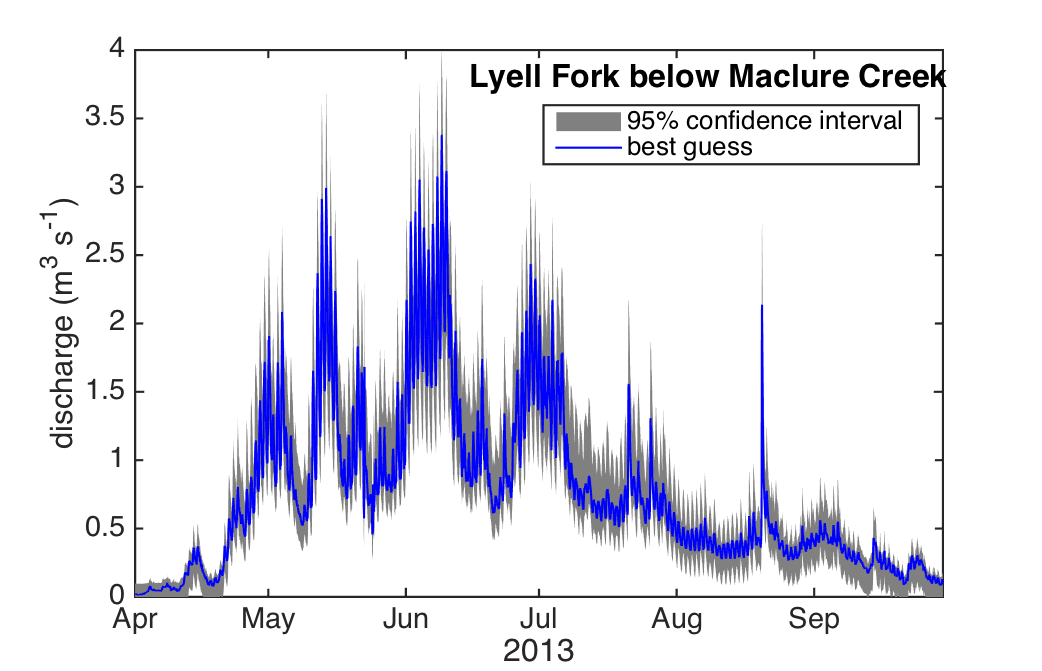 Lyell Fork below Maclure Creek
95% confidence interval
best guess
discharge (m³ s⁻¹)
4
3.5
3
2.5
2
1.5
1
0.5
0
Apr May Jun Jul Aug Sep
2013